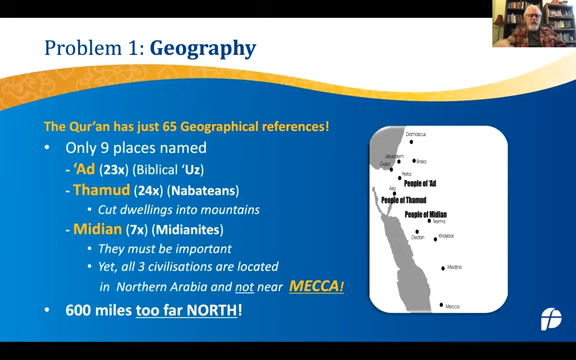 Problem 1: Geography
The Qur'an has just 65 Geographical references!
• Only 9 places named
- 'Ad (23x) (Biblical 'Uz)
- Thamud (24x) (Nabateans)
• Cut dwellings into mountains
- Midian (7x) (Midianites)
• They must be important
• Yet, all 3 civilisations are located
in Northern Arabia and not near MECCA!
• 600 miles too far NORTH!
Damascus
Jerusalem
Gaza
Petra
People of 'Ad
Aila
People of Thamud
People of Midian
Tayma
Dedan
Khaybar
Medina
Mecca